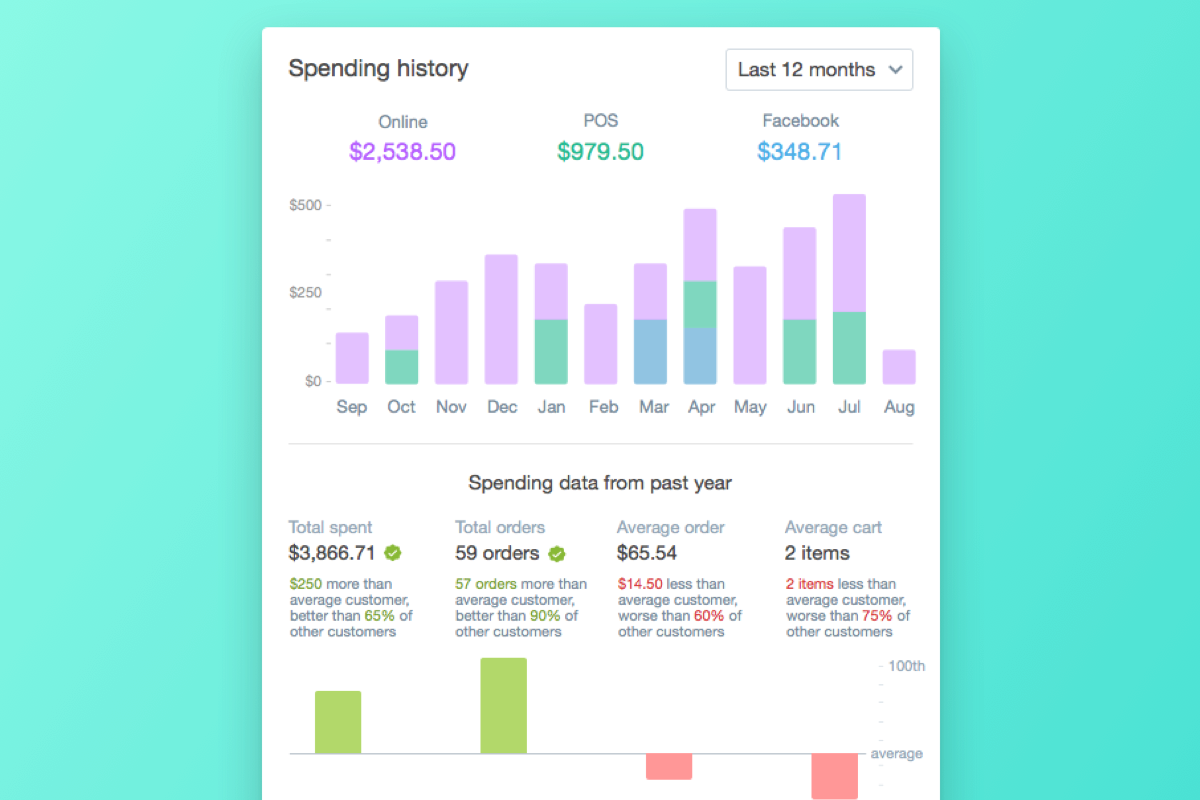 Spending history
Last 12 months
Online
POS
Facebook
$2,538.50
$979.50
$348.71
$500
$250
$0
Sep Oct Nov Dec Jan Feb Mar Apr May Jun Jul Aug
Spending data from past year
Total spent
$3,866.71
$250 more than
average customer,
better than 65% of
other customers
Total orders
59 orders
57 orders more than
average customer,
better than 90% of
other customers
Average order
$65.54
$14.50 less than
average customer,
worse than 60% of
other customers
Average cart
2 items
2 items less than
average customer,
worse than 75% of
other customers
100th
average